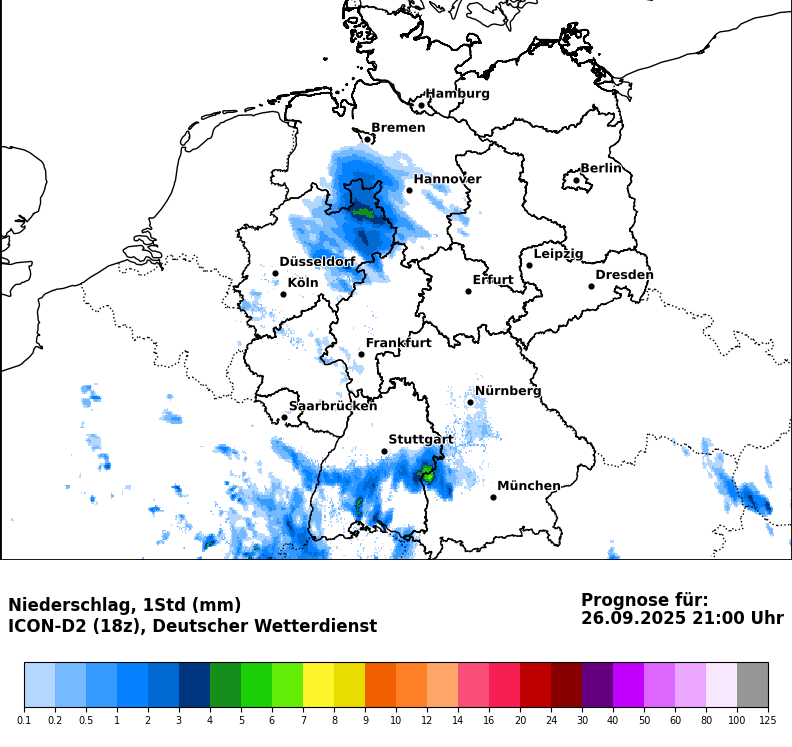 Hamburg
Bremen
Berlin
Hannover
Leipzig
Düsseldorf
Dresden
Köln
Erfurt
Frankfurt
Nürnberg
Saarbrücken
Stuttgart
München
Niederschlag, 1Std (mm)
ICON-D2 (18z), Deutscher Wetterdienst
Prognose für:
26.09.2025 21:00 Uhr
0.1 0.2 0.5 1 2 3 4 5 6 7 8 9 10 12 14 16 20 24 30 40 50 60 80 100 125